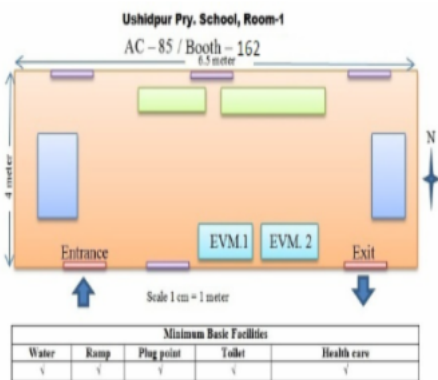 Ushidpur Pry. School, Room-1
AC – 85 / Booth – 162
6.5 meter
4 meter
N
EVM.1 EVM. 2
Entrance Exit
Scale 1 cm = 1 meter
Minimum Basic Facilities
Water Ramp Plug point Toilet Health care
√ √ √ √ √